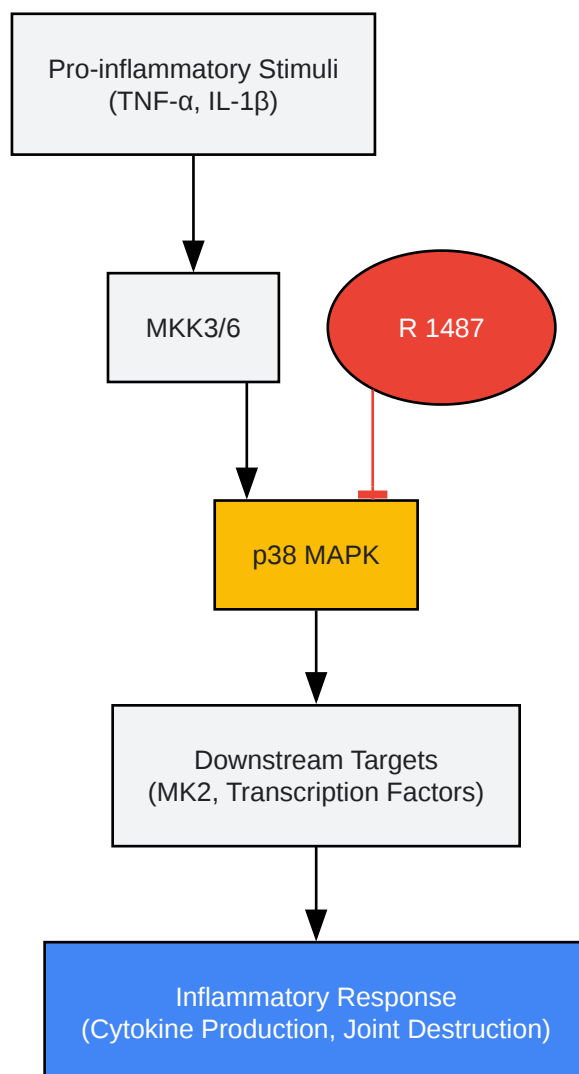 Pro-inflammatory Stimuli
(TNF-α, IL-1β)
MKK3/6
R 1487
p38 MAPK
Downstream Targets
(MK2, Transcription Factors)
Inflammatory Response
(Cytokine Production, Joint Destruction)